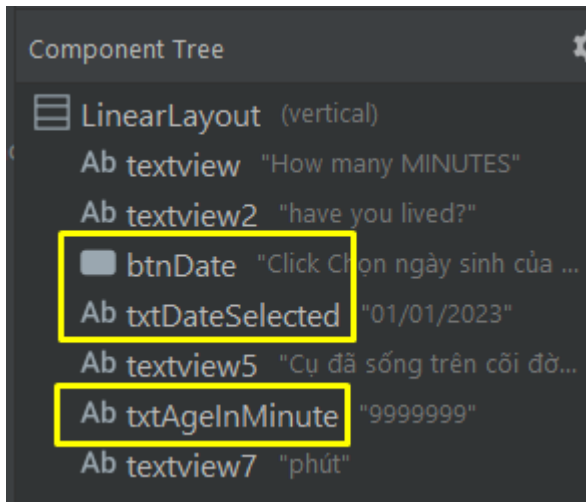 Component Tree
LinearLayout (vertical)
Ab textview "How many MINUTES"
Ab textview2 "have you lived?"
btnDate "Click Chọn ngày sinh của ...
Ab txtDateSelected "01/01/2023"
Ab textview5 "Cụ đã sống trên cõi đờ...
Ab txtAgeInMinute "9999999"
Ab textview7 "phút"